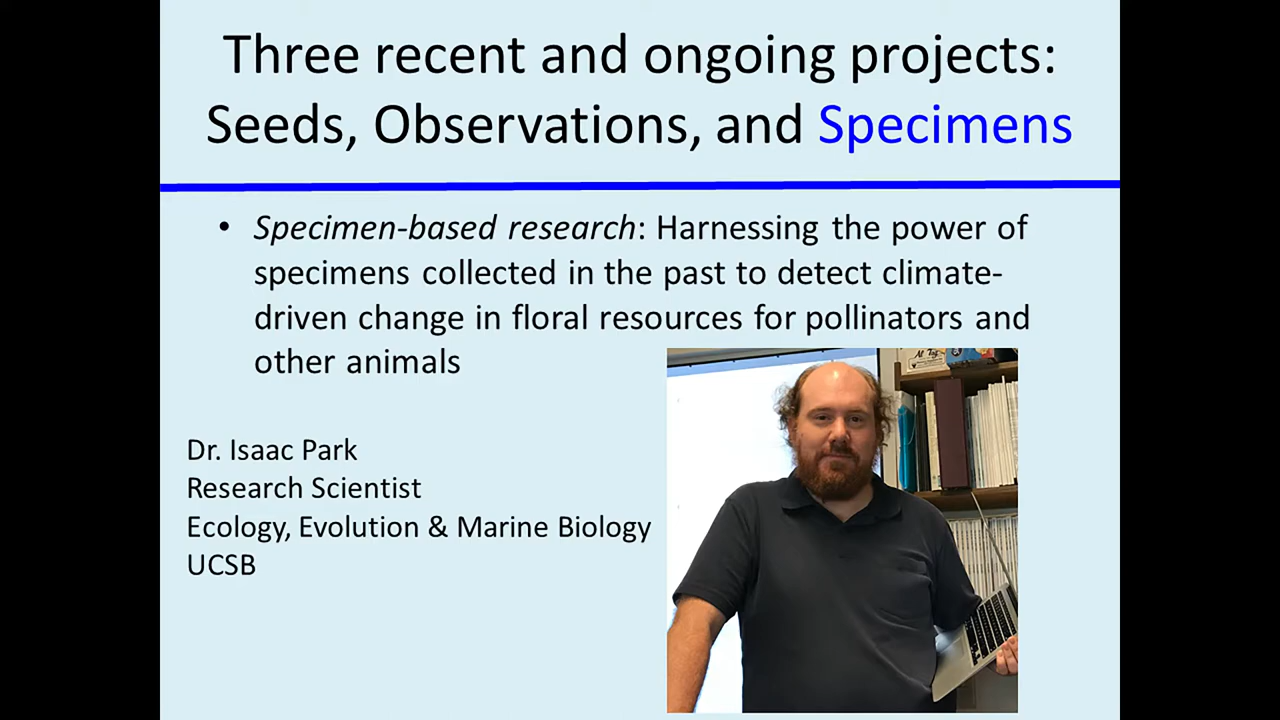 Three recent and ongoing projects:
Seeds, Observations, and Specimens
• Specimen-based research: Harnessing the power of
specimens collected in the past to detect climate-
driven change in floral resources for pollinators and
other animals
Dr. Isaac Park
Research Scientist
Ecology, Evolution & Marine Biology
UCSB